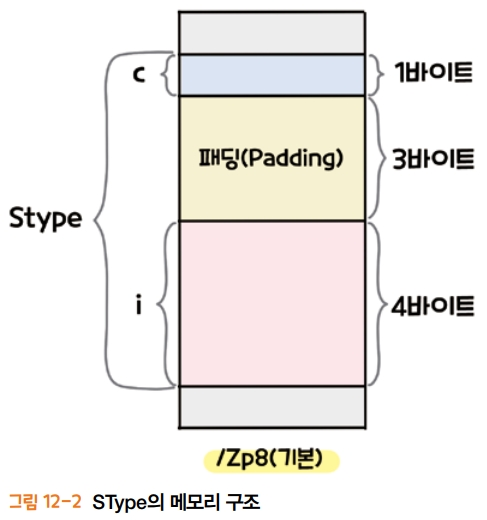 c
1바이트
패딩(Padding)
3바이트
Stype
i
4바이트
/Zp8(기본)
그림 12-2 SType의 메모리 구조